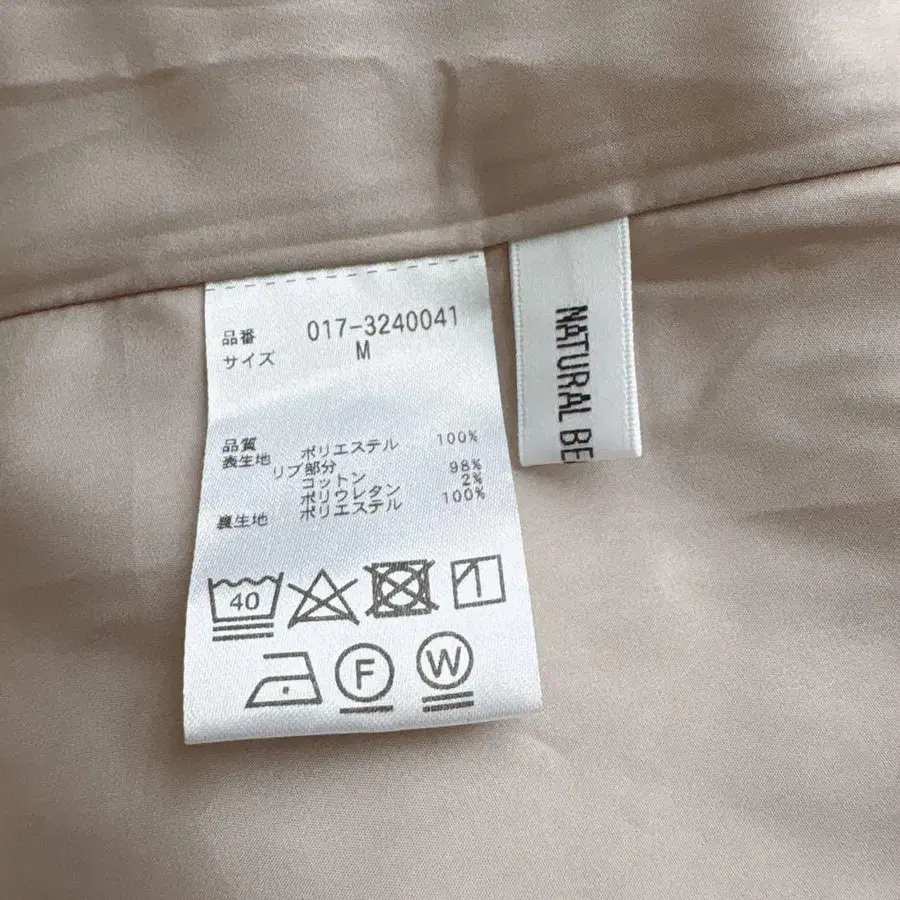 品番 017-3240041
サイズ M
品質
表生地 ポリエステル 100%
リブ部分
コットン 98%
ポリウレタン 2%
裏生地 ポリエステル 100%
40
F
W
NATURAL BE